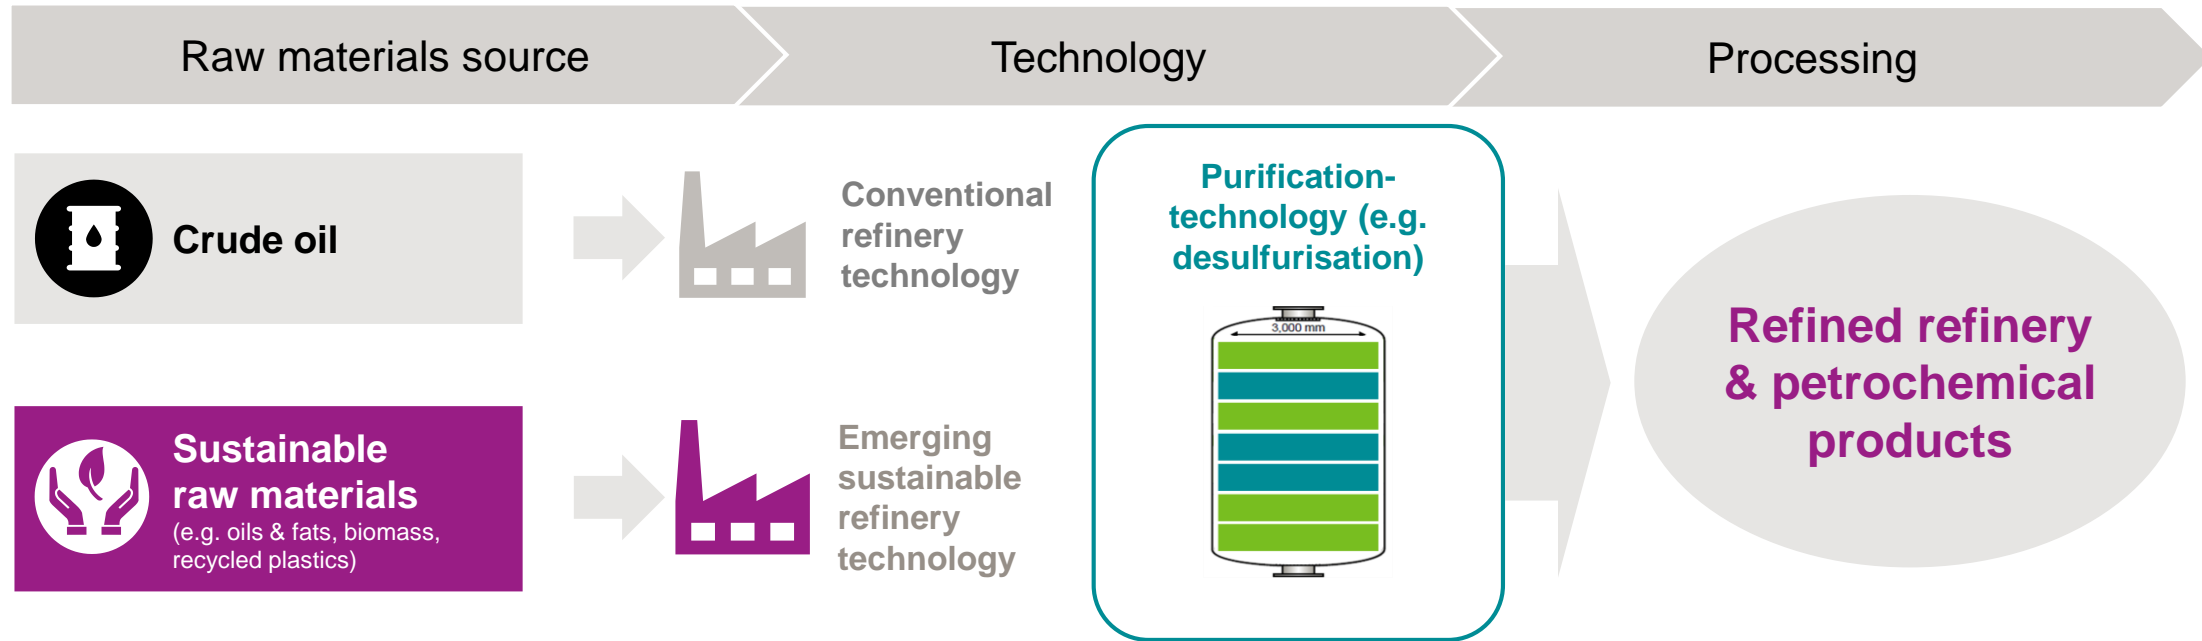 Raw materials source
Technology
Processing
Crude oil
Conventional
refinery
technology
Purification-
technology (e.g.
desulfurisation)
3,000 mm
Sustainable
raw materials
(e.g. oils & fats, biomass,
recycled plastics)
Emerging
sustainable
refinery
technology
Refined refinery
& petrochemical
products